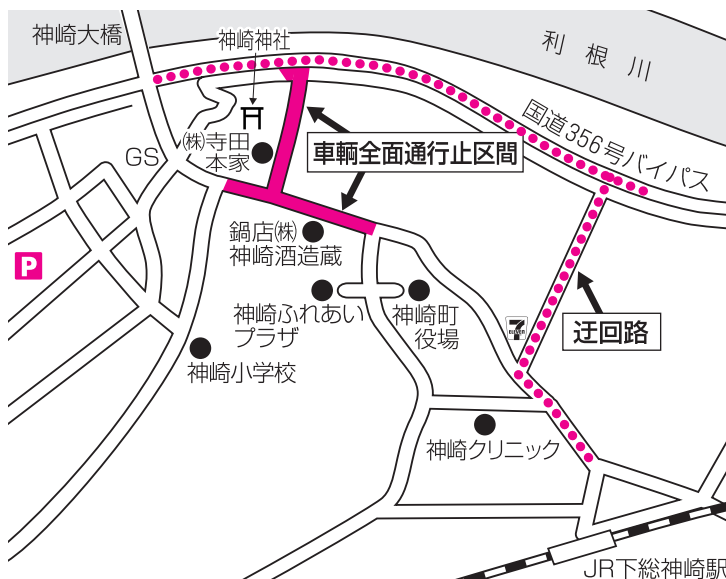 神崎大橋
神崎神社
利根川
国道356号バイパス
GS
㈱寺田
本家
車輌全面通行止区間
鍋店㈱
神崎酒造蔵
P
神崎ふれあい
プラザ
神崎町
役場
7
ELEVEN
迂回路
神崎小学校
神崎クリニック
JR下総神崎駅